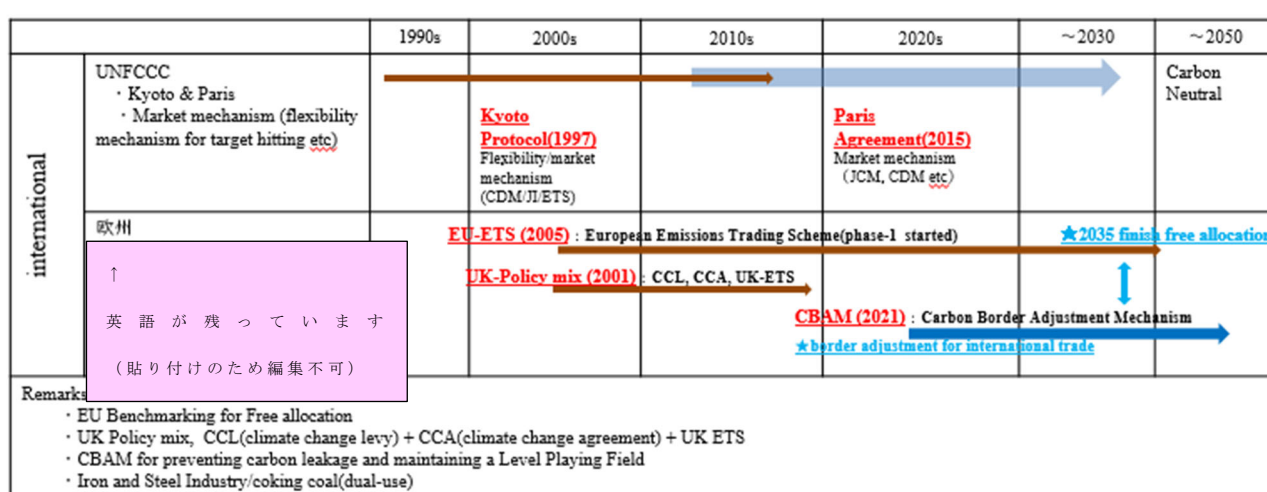 1990s 2000s 2010s 2020s ～2030 ～2050
international
UNFCCC
・Kyoto & Paris
・Market mechanism (flexibility
mechanism for target hitting etc)
Kyoto
Protocol(1997)
Flexibility/market
mechanism
(CDM/JI/ETS)
Paris
Agreement(2015)
Market mechanism
（JCM, CDM etc）
Carbon
Neutral
欧州
EU-ETS (2005)：European Emissions Trading Scheme(phase-1 started)
★2035 finish free allocation
UK-Policy mix (2001)：CCL, CCA, UK-ETS
CBAM (2021)：Carbon Border Adjustment Mechanism
★border adjustment for international trade
↑
英語が残っています
（貼り付けのため編集不可）
Remarks
・EU Benchmarking for Free allocation
・UK Policy mix, CCL(climate change levy) + CCA(climate change agreement) + UK ETS
・CBAM for preventing carbon leakage and maintaining a Level Playing Field
・Iron and Steel Industry/coking coal(dual-use)